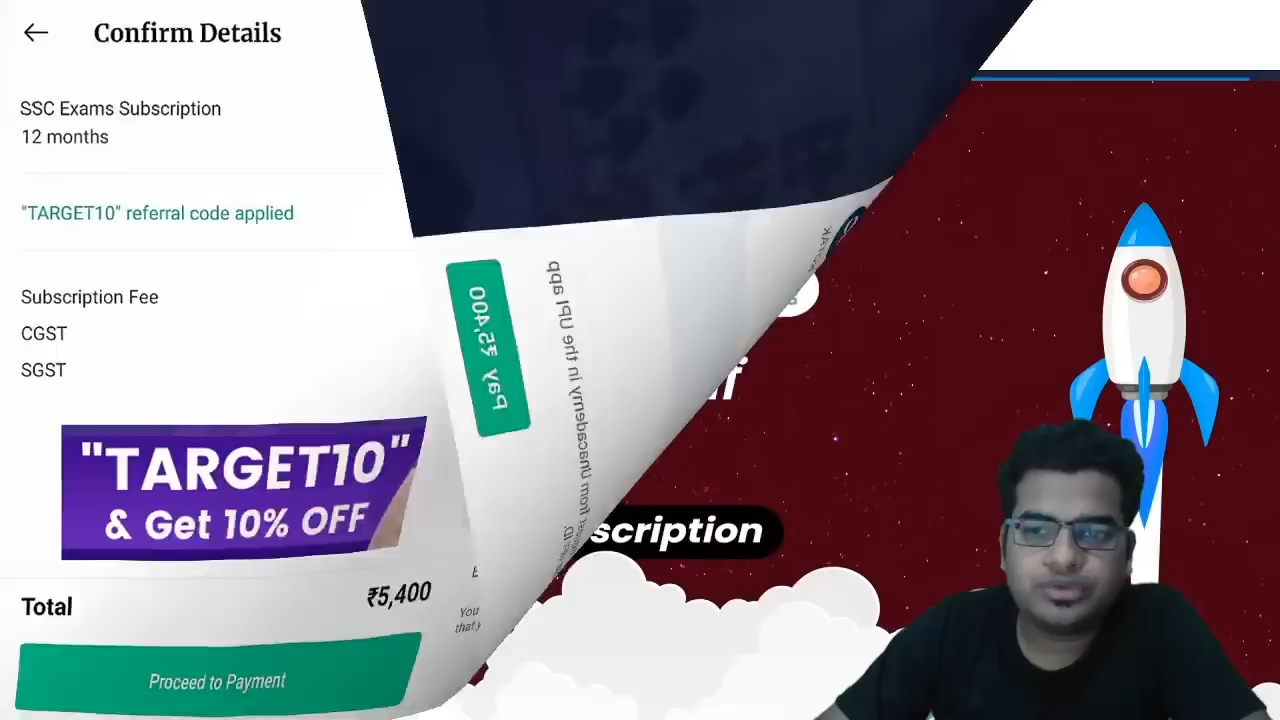 Confirm Details
SSC Exams Subscription
12 months
"TARGET10" referral code applied
Subscription Fee
CGST
SGST
"TARGET10"
& Get 10% OFF
Total
₹5,400
Proceed to Payment
Pay ₹5,400
from Unacademy in the UPI app
You
scription